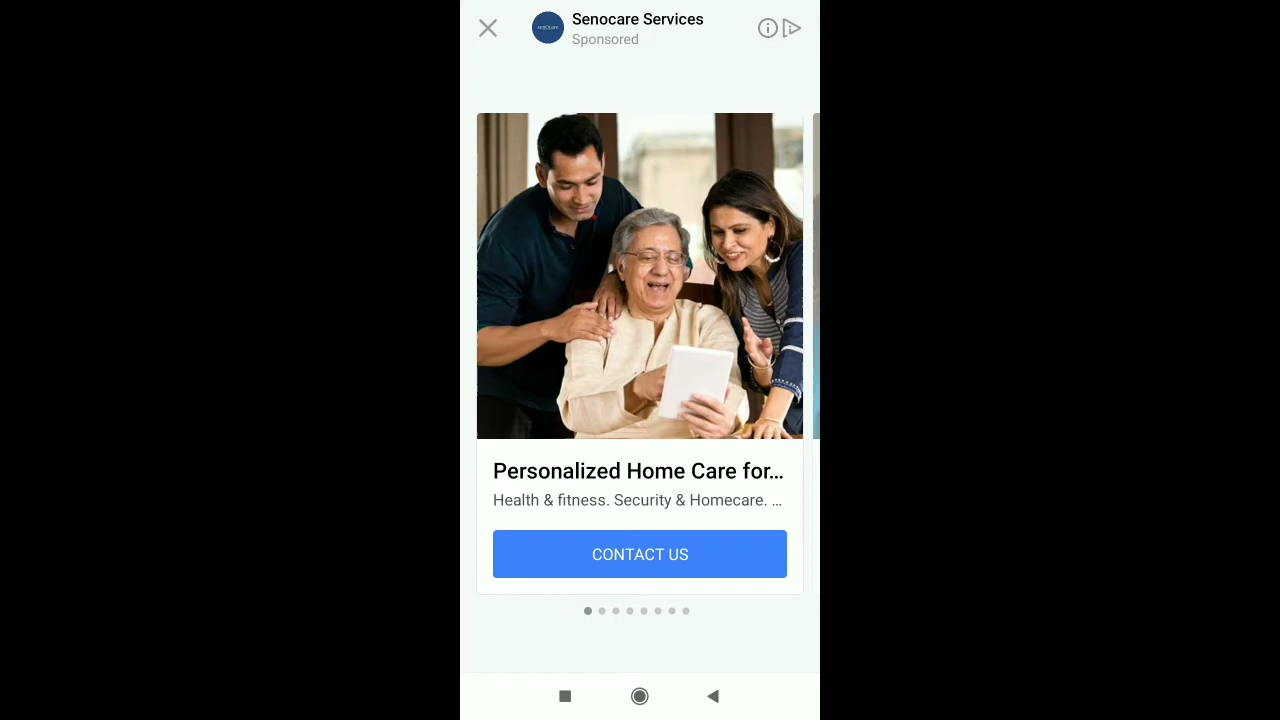 Senocare Services
Sponsored
Personalized Home Care for...
Health & fitness. Security & Homecare. ...
CONTACT US